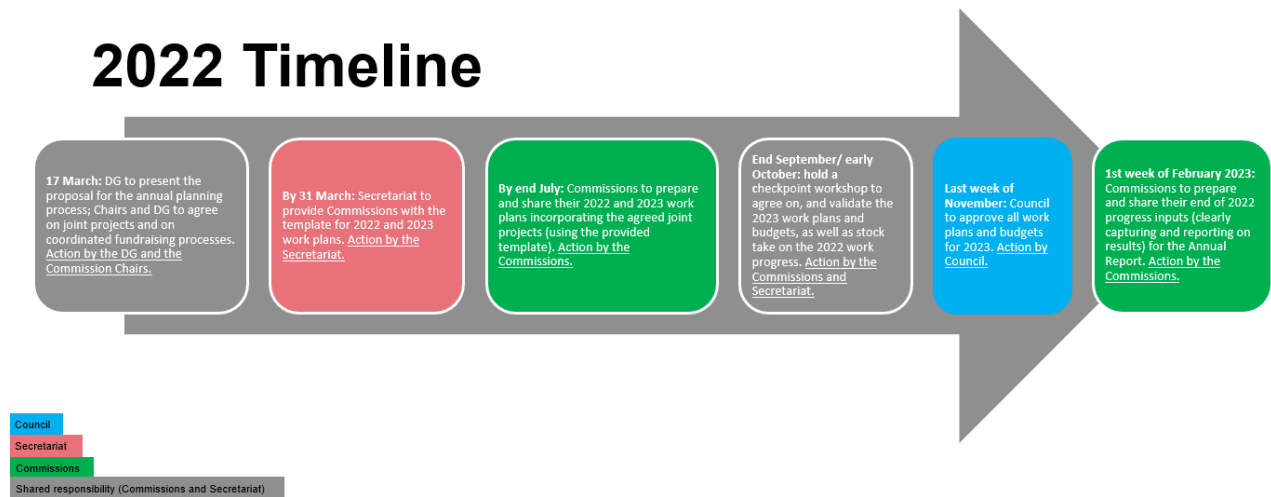 2022 Timeline
17 March: DG to present the
proposal for the annual planning
process; Chairs and DG to agree
on joint projects and on
coordinated fundraising processes.
Action by the DG and the
Commission Chairs.
By 31 March: Secretariat to
provide Commissions with the
template for 2022 and 2023
work plans. Action by the
Secretariat.
By end July: Commissions to prepare
and share their 2022 and 2023 work
plans incorporating the agreed joint
projects (using the provided
template). Action by the
Commissions.
End September/ early
October: hold a
checkpoint workshop to
agree on, and validate the
2023 work plans and
budgets, as well as stock
take on the 2022 work
progress. Action by the
Commissions and
Secretariat.
Last week of
November: Council
to approve all work
plans and budgets
for 2023. Action by
Council.
1st week of February 2023:
Commissions to prepare
and share their end of 2022
progress inputs (clearly
capturing and reporting on
results) for the Annual
Report. Action by the
Commissions.
Council
Secretariat
Commissions
Shared responsibility (Commissions and Secretariat)